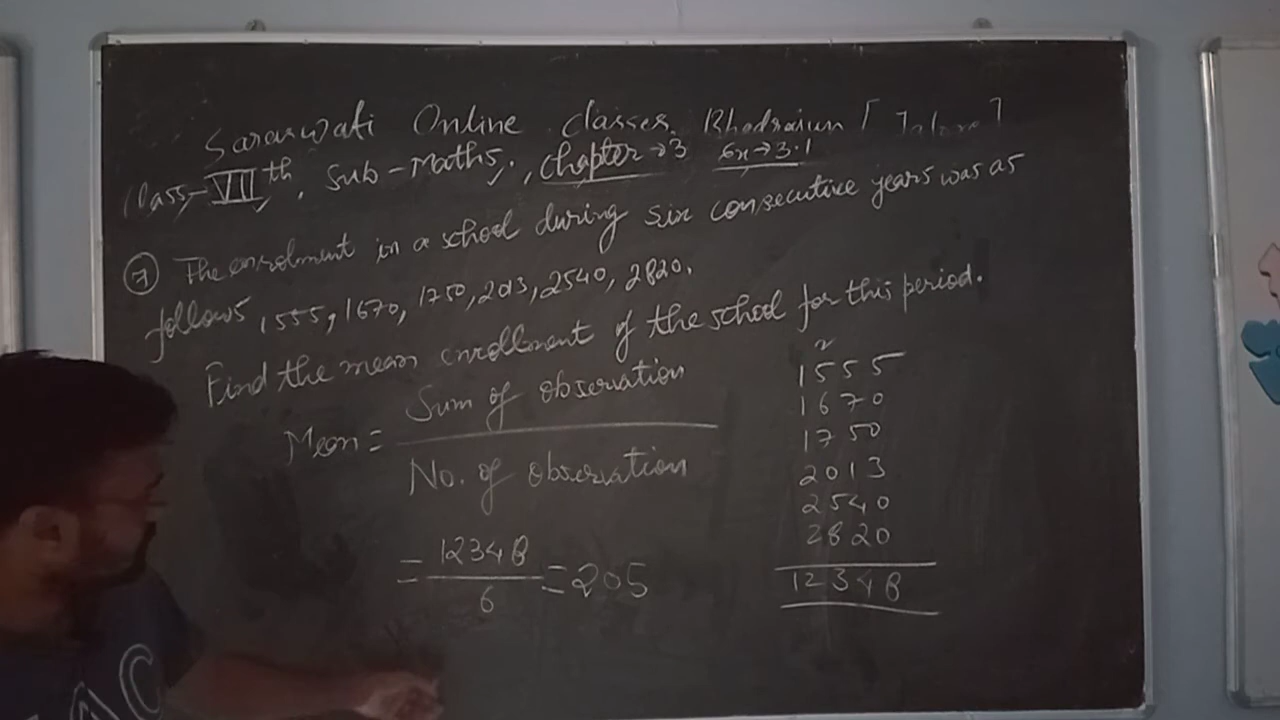 Saraswati Online Classes, Bhadrajun [Jalore]
Class-VIIth, Sub-Maths, Chapter→3 Ex→3.1
7 The enrolment in a school during six consecutive years was as
follows 1555, 1670, 1750, 2013, 2540, 2820.
Find the mean enrollment of the school for this period.
Mean = Sum of observation
No. of observation
= 12348 / 6 = 205
2
1555
1670
1750
2013
2540
2820
12348
AC